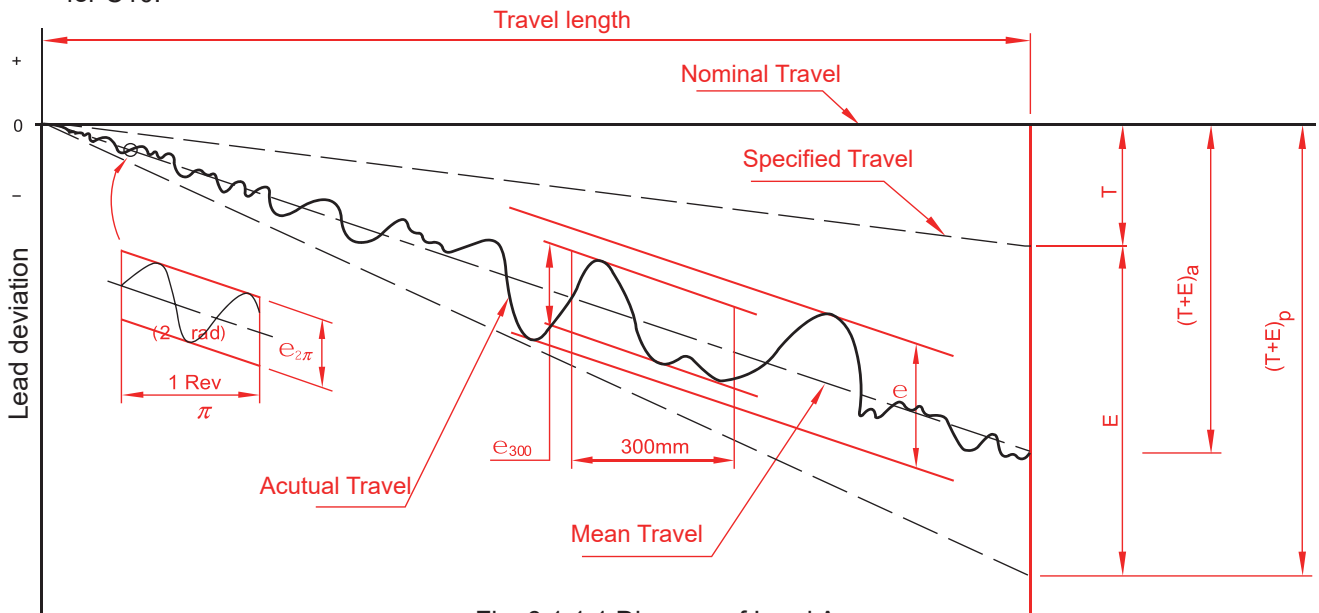 Travel length
+
Nominal Travel
0
Specified Travel
−
T
Lead deviation
(T+E)a
(T+E)p
(2 rad)
e2π
1 Rev
π
e
E
e300
300mm
Acutual Travel
Mean Travel